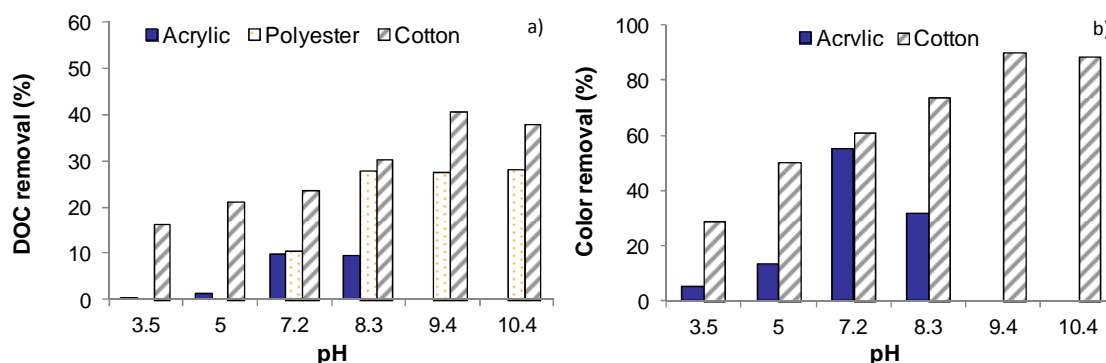 60
50
40
30
20
10
0
DOC removal (%)
Acrylic Polyester Cotton
a)
3.5 5 7.2 8.3 9.4 10.4
pH
100
80
60
40
20
0
Color removal (%)
Acrylic Cotton
b)
3.5 5 7.2 8.3 9.4 10.4
pH